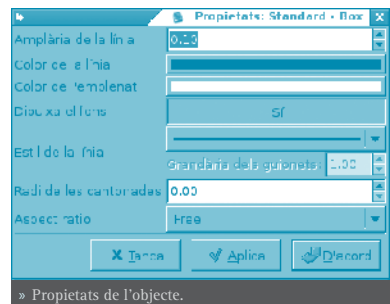 Propietats: Standard - Box
Amplària de la línia 0.10
Color de la línia
Color de l'emplenat
Dibuixa el fons Sí
Estil de la línia
Grandària dels guionets: 1.00
Radi de les cantonades 0.00
Aspect ratio Free
Tanca Aplica D'acord
» Propietats de l'objecte.